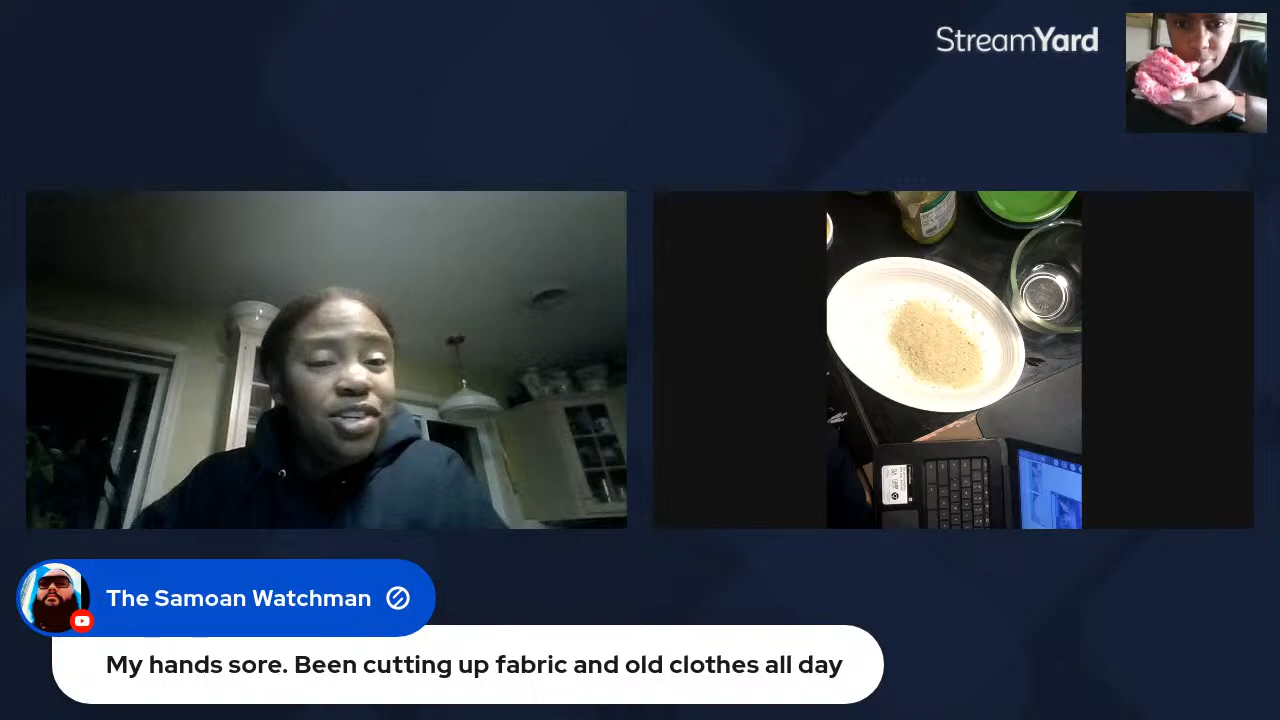 StreamYard
The Samoan Watchman
My hands sore. Been cutting up fabric and old clothes all day